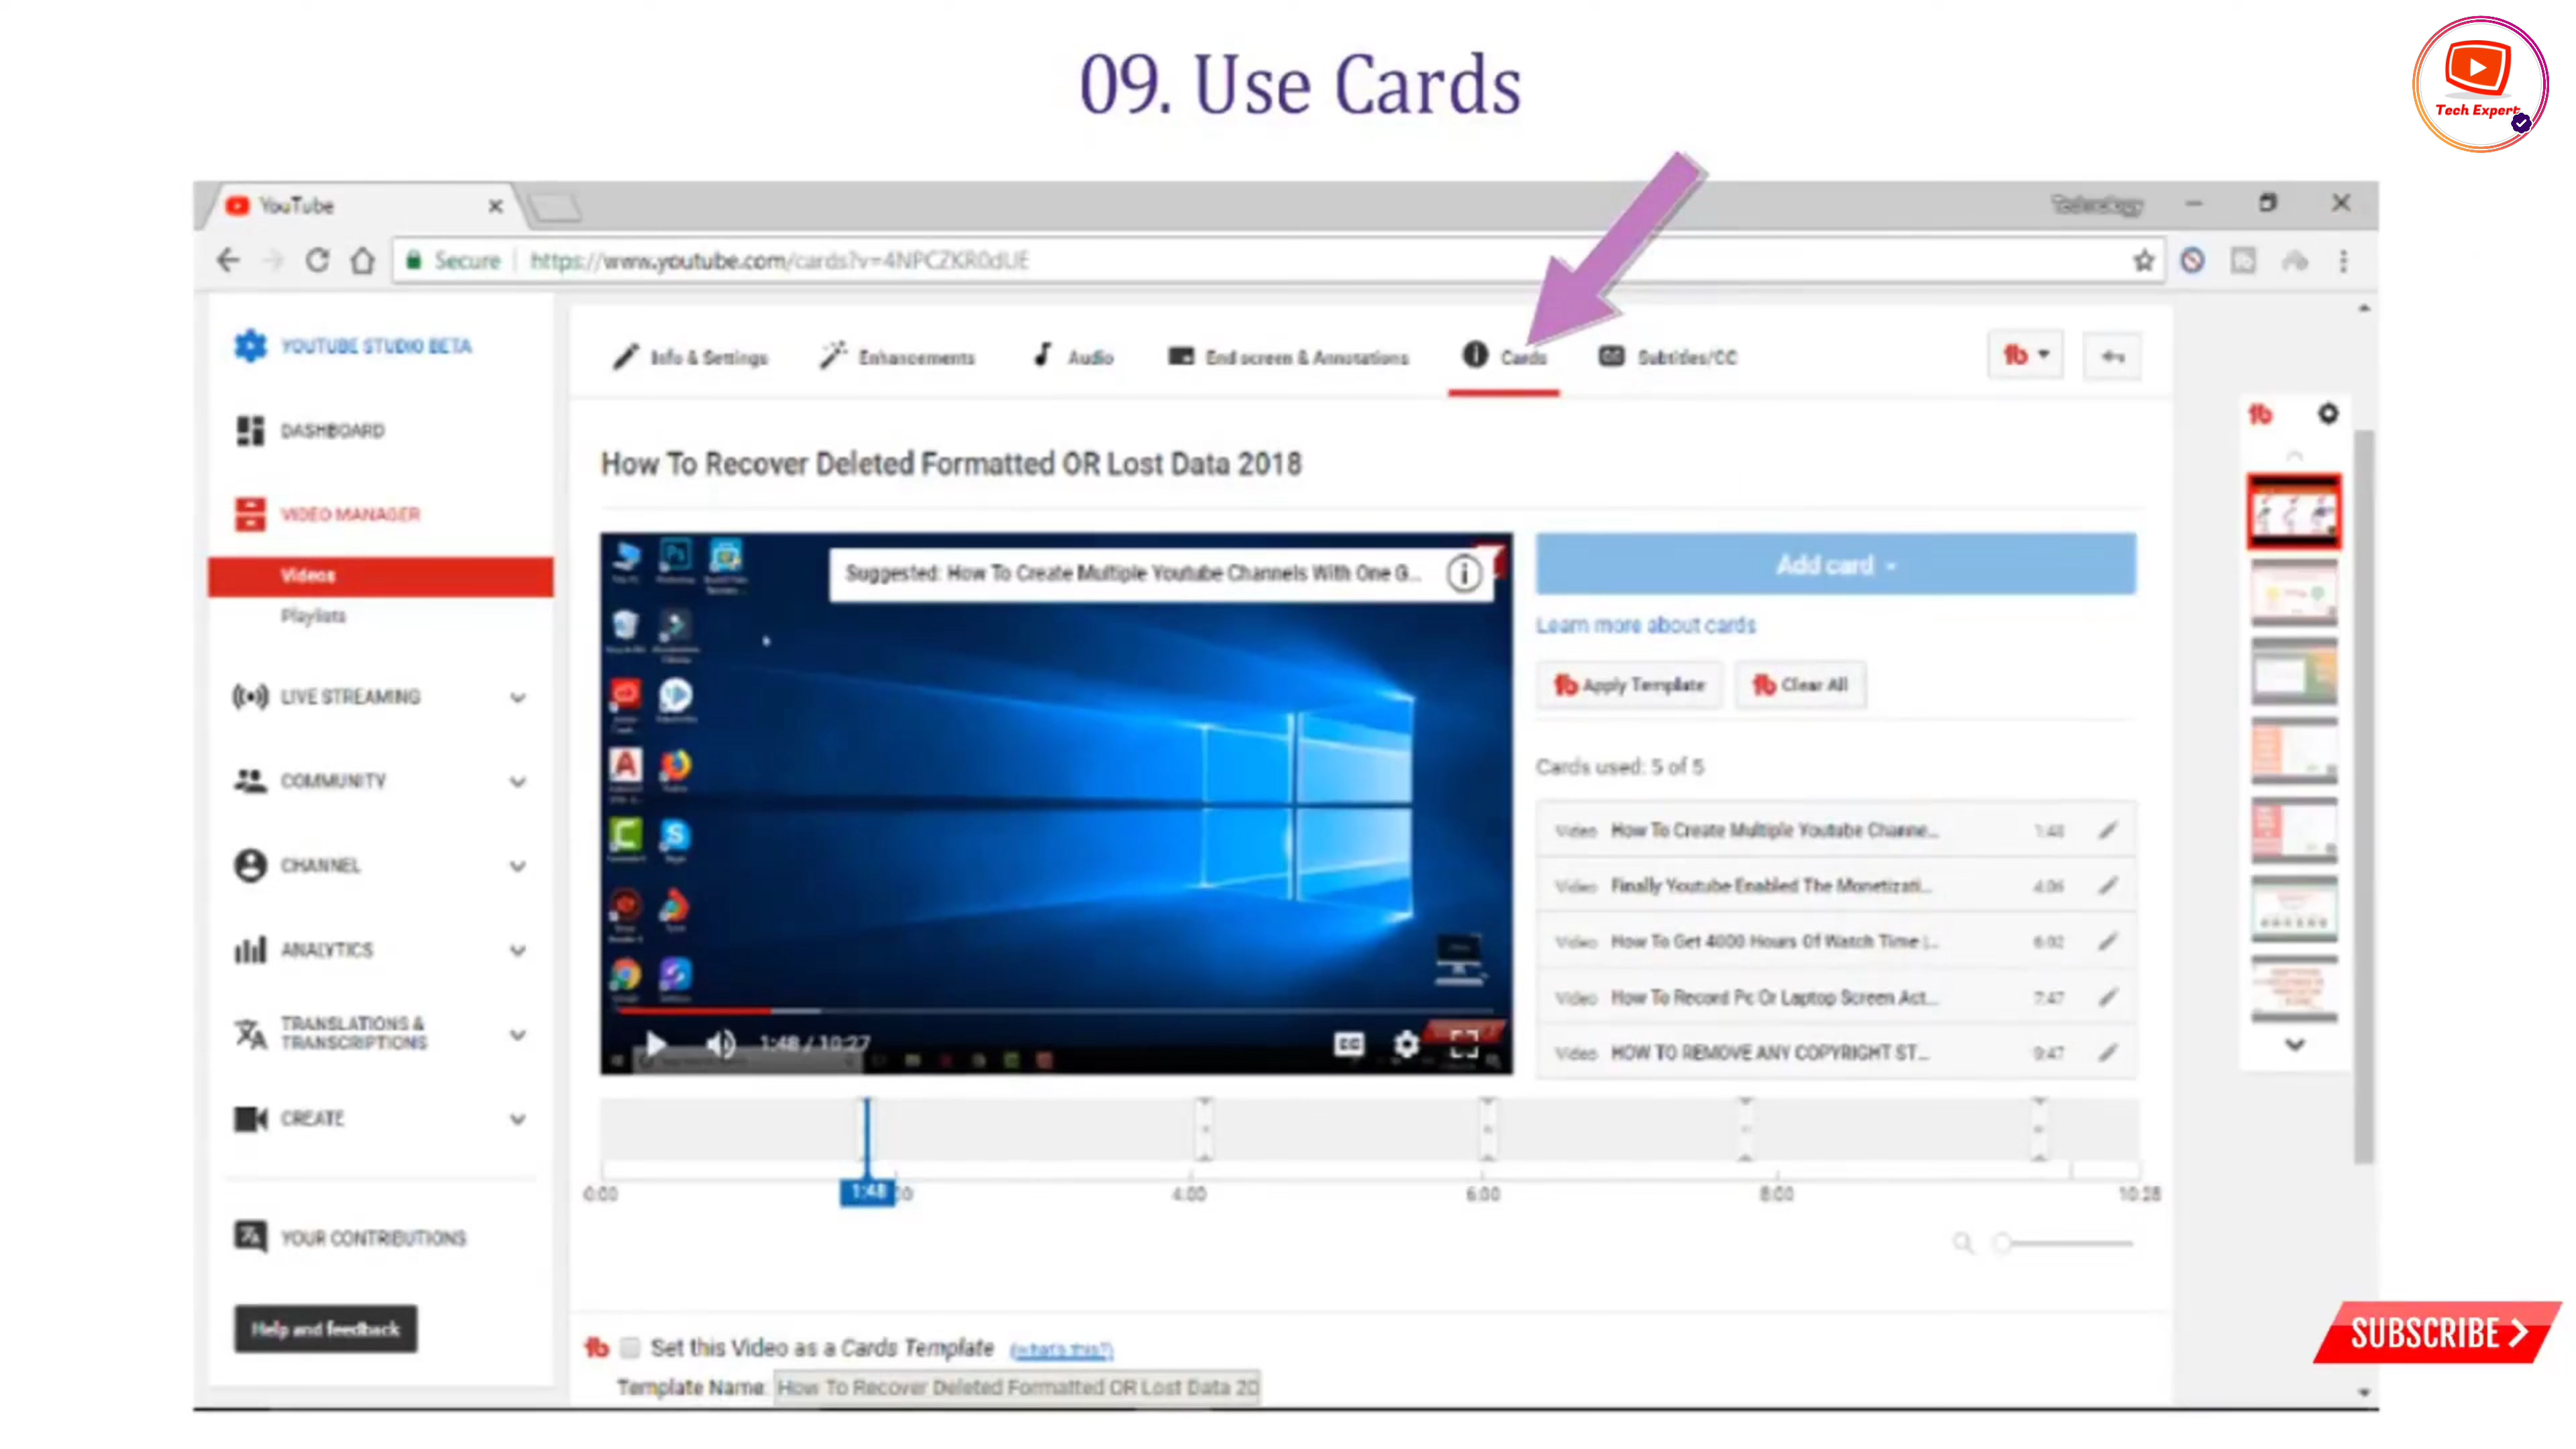 09. Use Cards
Tech Expert
YouTube
Technology
Secure
https://www.youtube.com/cards?v=4NPCZKR0dUE
YOUTUBE STUDIO BETA
DASHBOARD
VIDEO MANAGER
Videos
Playlists
LIVE STREAMING
COMMUNITY
CHANNEL
ANALYTICS
TRANSLATIONS &
TRANSCRIPTIONS
CREATE
YOUR CONTRIBUTIONS
Help and feedback
Info & Settings
Enhancements
Audio
End screen & Annotations
Cards
Subtitles/CC
How To Recover Deleted Formatted OR Lost Data 2018
Suggested: How To Create Multiple Youtube Channels With One G...
1:48 / 10:27
Add card
Learn more about cards
Apply Template
Clear All
Cards used: 5 of 5
Video How To Create Multiple Youtube Channe... 1:48
Video Finally Youtube Enabled The Monetizati... 4:06
Video How To Get 4000 Hours Of Watch Time |... 6:02
Video How To Record Pc Or Laptop Screen Act... 7:47
Video HOW TO REMOVE ANY COPYRIGHT ST... 9:47
0:00 1:48 4:00 6:00 8:00 10:28
Set this Video as a Cards Template (what's this?)
Template Name: How To Recover Deleted Formatted OR Lost Data 20
SUBSCRIBE